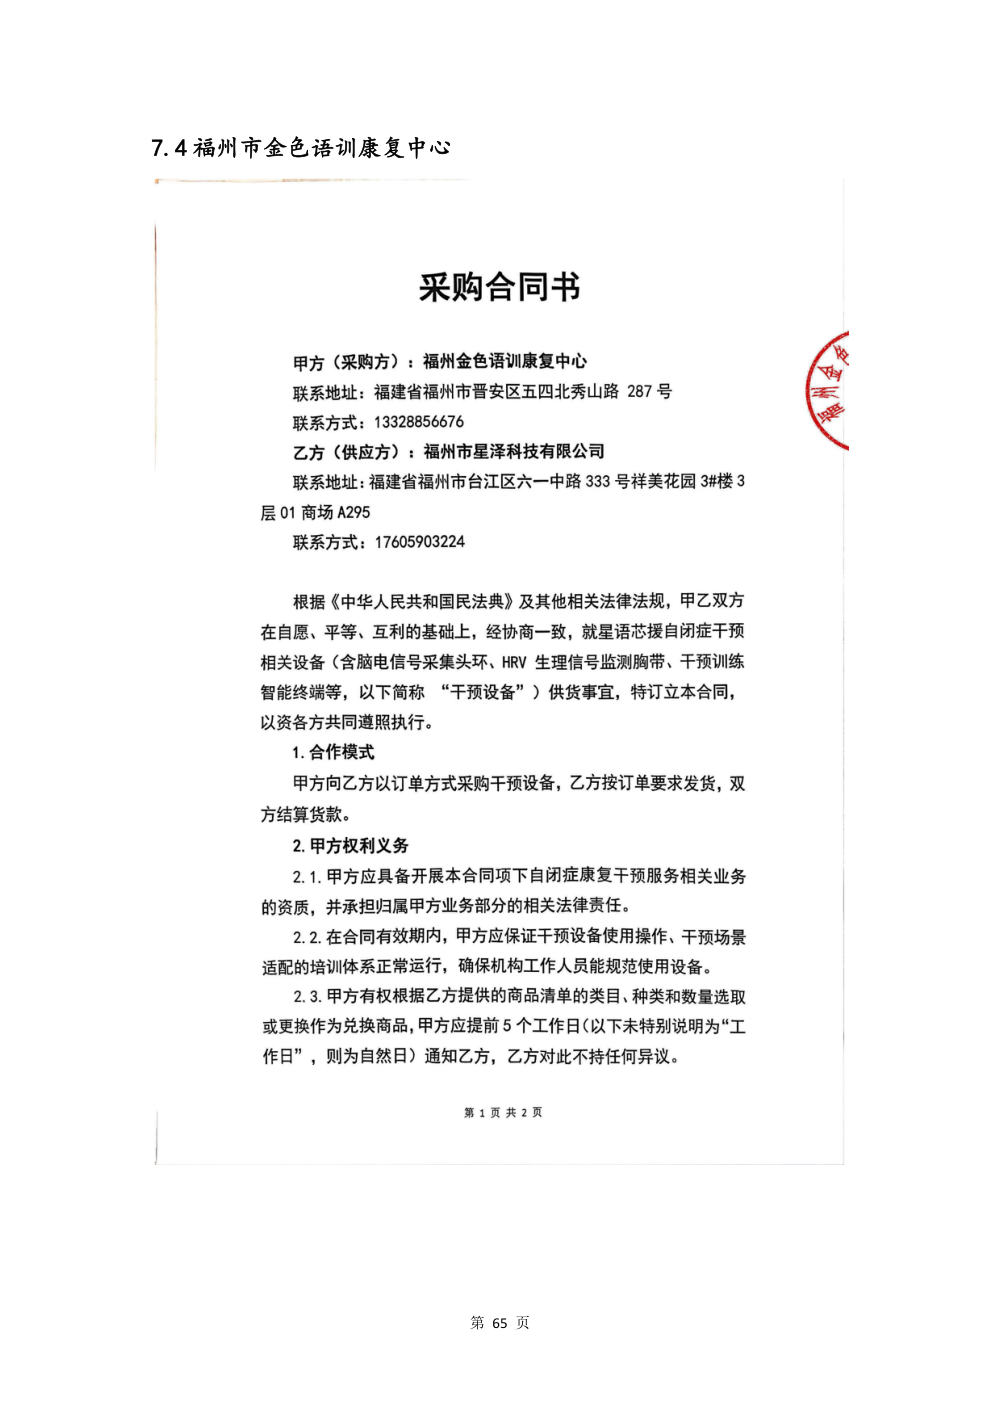 7.4福州市金色语训康复中心
采购合同书
甲方（采购方）：福州金色语训康复中心
联系地址：福建省福州市晋安区五四北秀山路 287 号
联系方式：13328856676
乙方（供应方）：福州市星泽科技有限公司
联系地址：福建省福州市台江区六一中路 333 号祥美花园 3#楼 3
层 01 商场 A295
联系方式：17605903224
根据《中华人民共和国民法典》及其他相关法律法规，甲乙双方
在自愿、平等、互利的基础上，经协商一致，就星语芯援自闭症干预
相关设备（含脑电信号采集头环、HRV 生理信号监测胸带、干预训练
智能终端等，以下简称 “干预设备”）供货事宜，特订立本合同，
以资各方共同遵照执行。
1.合作模式
甲方向乙方以订单方式采购干预设备，乙方按订单要求发货，双
方结算货款。
2.甲方权利义务
2.1.甲方应具备开展本合同项下自闭症康复干预服务相关业务
的资质，并承担归属甲方业务部分的相关法律责任。
2.2.在合同有效期内，甲方应保证干预设备使用操作、干预场景
适配的培训体系正常运行，确保机构工作人员能规范使用设备。
2.3.甲方有权根据乙方提供的商品清单的类目、种类和数量选取
或更换作为兑换商品，甲方应提前 5 个工作日（以下未特别说明为“工
作日”，则为自然日）通知乙方，乙方对此不持任何异议。
福州金色
第 1 页 共 2 页
第 65 页